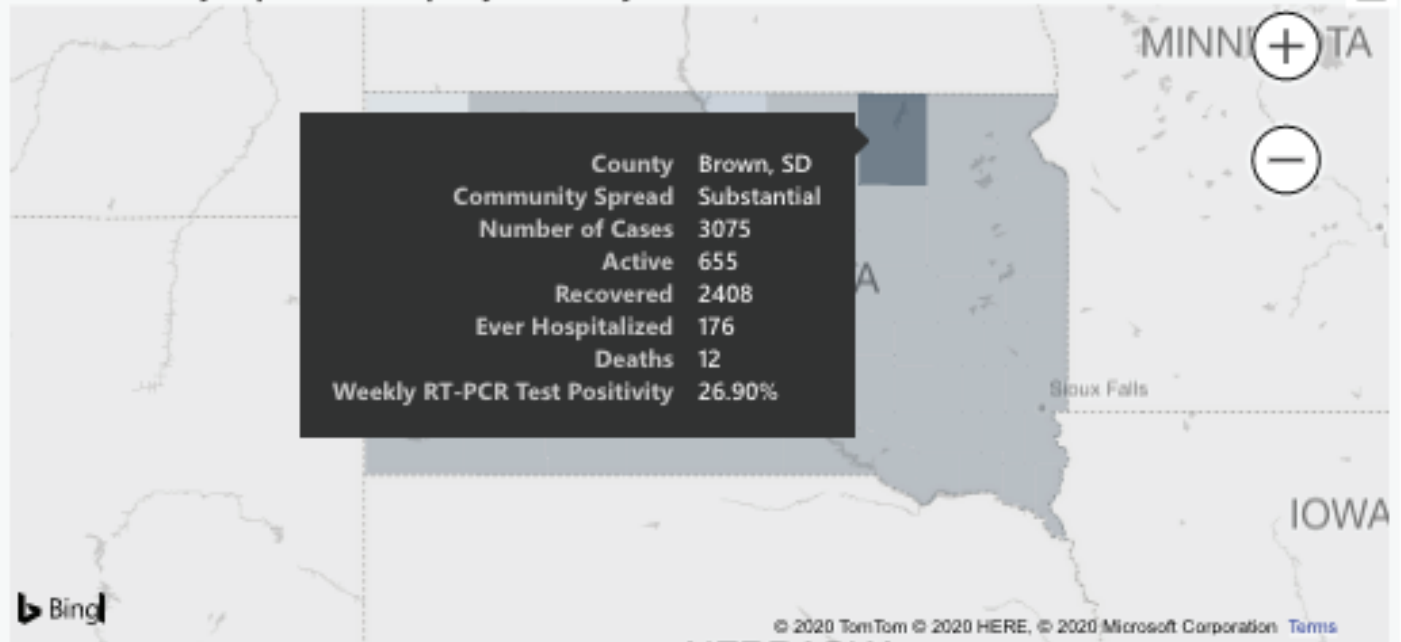 MINN TA
County Brown, SD
Community Spread Substantial
Number of Cases 3075
Active 655
Recovered 2408
Ever Hospitalized 176
Deaths 12
Weekly RT-PCR Test Positivity 26.90%
A
Sioux Falls
IOWA
Bing
© 2020 TomTom © 2020 HERE, © 2020 Microsoft Corporation Terms